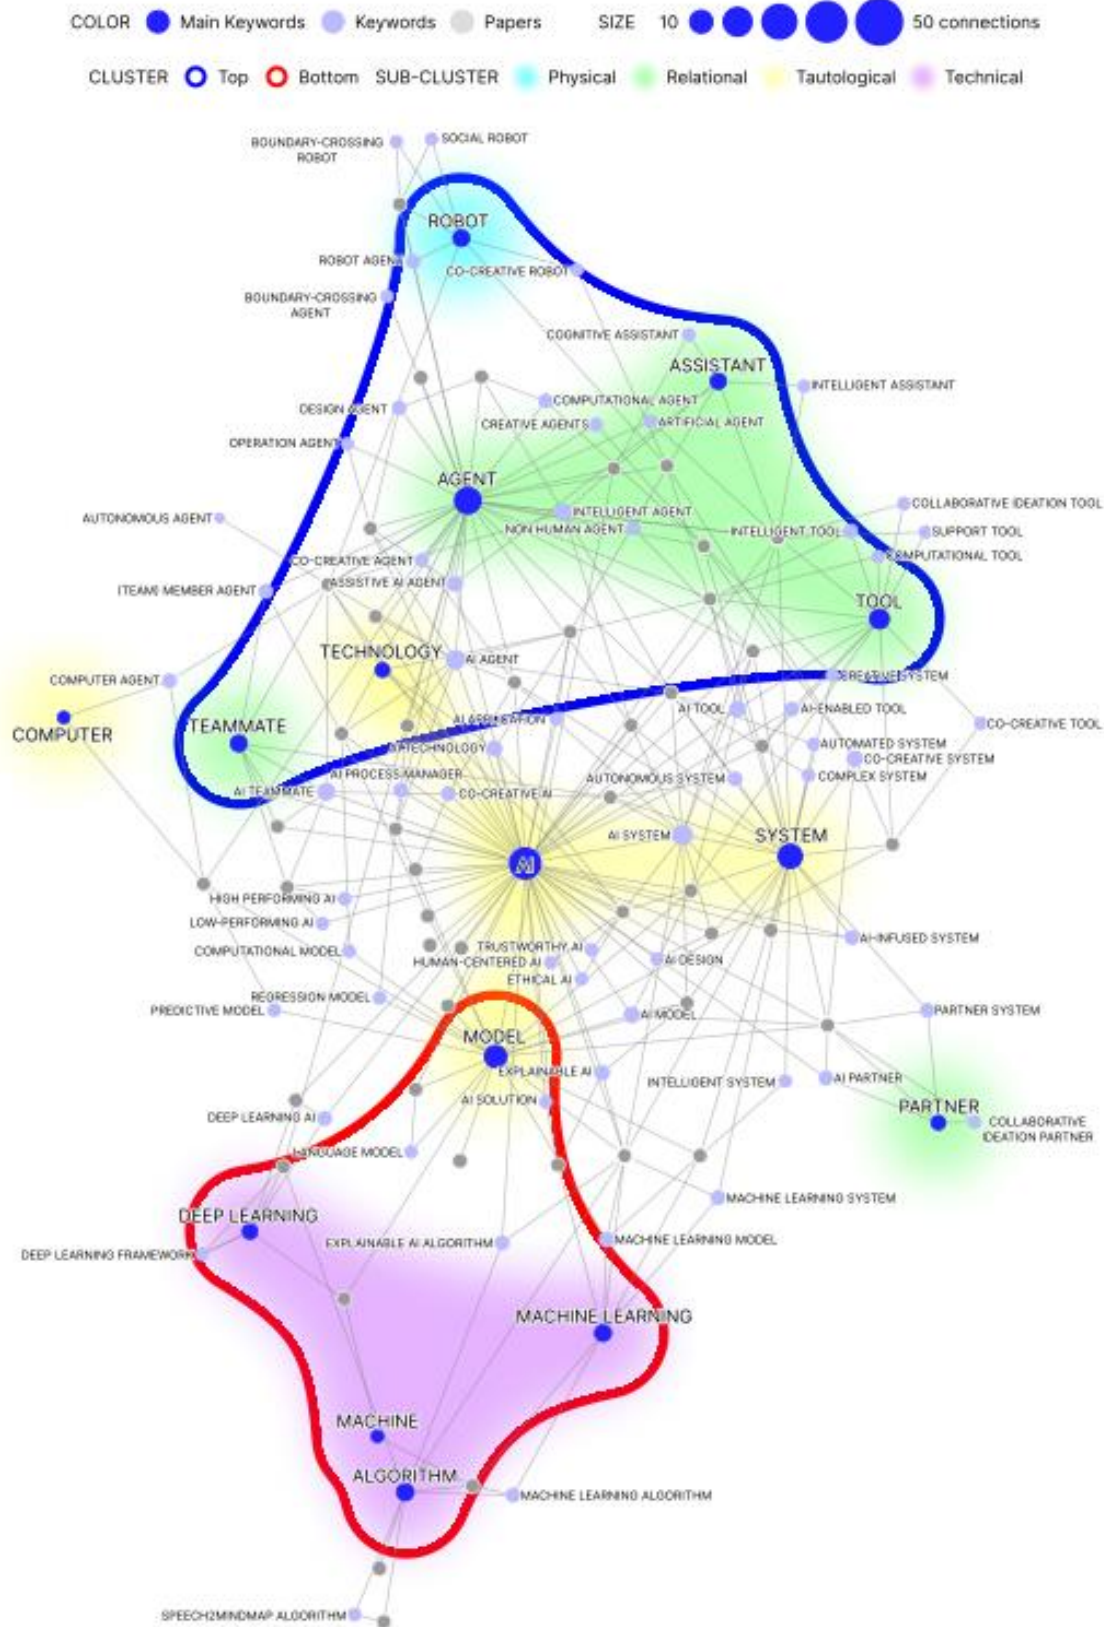 COLOR Main Keywords Keywords Papers SIZE 10 50 connections
CLUSTER Top Bottom SUB-CLUSTER Physical Relational Tautological Technical
BOUNDARY-CROSSING
ROBOT
SOCIAL ROBOT
ROBOT
ROBOT AGENT
CO-CREATIVE ROBOT
BOUNDARY-CROSSING
AGENT
COGNITIVE ASSISTANT
ASSISTANT
INTELLIGENT ASSISTANT
DESIGN AGENT
COMPUTATIONAL AGENT
CREATIVE AGENTS
ARTIFICIAL AGENT
OPERATION AGENT
AGENT
AUTONOMOUS AGENT
INTELLIGENT AGENT
NON HUMAN AGENT
INTELLIGENT TOOL
COLLABORATIVE IDEATION TOOL
SUPPORT TOOL
COMPUTATIONAL TOOL
CO-CREATIVE AGENT
(TEAM) MEMBER AGENT
ASSISTIVE AI AGENT
TOOL
TECHNOLOGY
AI AGENT
COMPUTER AGENT
CREATIVE SYSTEM
COMPUTER
TEAMMATE
AI APPLICATION
AI TOOL
AI-ENABLED TOOL
CO-CREATIVE TOOL
AI TECHNOLOGY
AUTOMATED SYSTEM
CO-CREATIVE SYSTEM
AI PROCESS MANAGER
AUTONOMOUS SYSTEM
COMPLEX SYSTEM
AI TEAMMATE
CO-CREATIVE AI
AI SYSTEM
SYSTEM
AI
HIGH PERFORMING AI
LOW-PERFORMING AI
COMPUTATIONAL MODEL
TRUSTWORTHY AI
HUMAN-CENTERED AI
ETHICAL AI
AI DESIGN
AI-INFUSED SYSTEM
REGRESSION MODEL
PREDICTIVE MODEL
AI MODEL
PARTNER SYSTEM
MODEL
EXPLAINABLE AI
INTELLIGENT SYSTEM
AI PARTNER
AI SOLUTION
PARTNER
COLLABORATIVE
IDEATION PARTNER
DEEP LEARNING AI
LANGUAGE MODEL
MACHINE LEARNING SYSTEM
DEEP LEARNING
DEEP LEARNING FRAMEWORK
EXPLAINABLE AI ALGORITHM
MACHINE LEARNING MODEL
MACHINE LEARNING
MACHINE
ALGORITHM
MACHINE LEARNING ALGORITHM
SPEECH2MINDMAP ALGORITHM